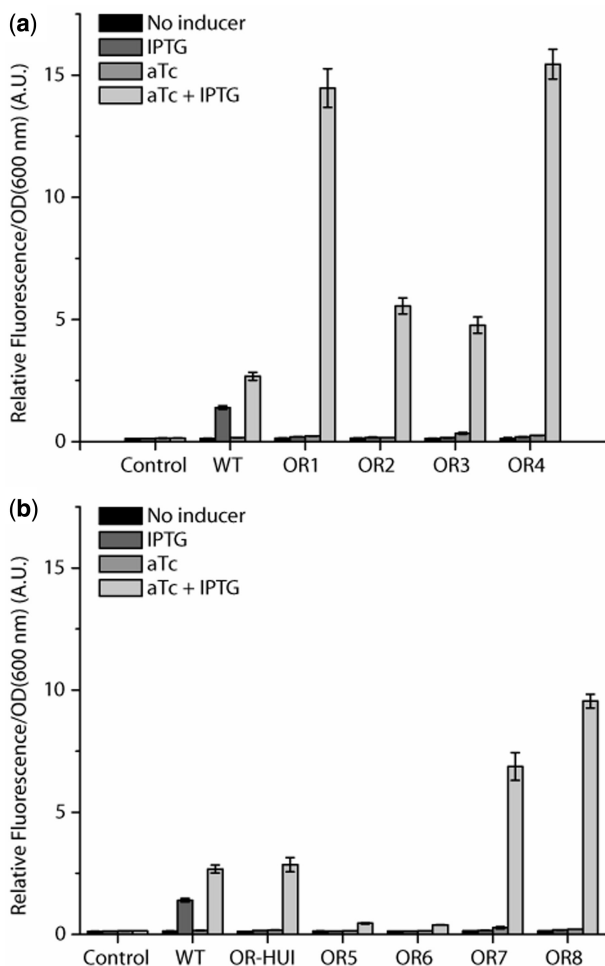 (a)
No inducer
IPTG
aTc
aTc + IPTG
Relative Fluorescence/OD(600 nm) (A.U.)
15
10
5
0
Control WT OR1 OR2 OR3 OR4
(b)
No inducer
IPTG
aTc
aTc + IPTG
Relative Fluorescence/OD(600 nm) (A.U.)
15
10
5
0
Control WT OR-HUI OR5 OR6 OR7 OR8